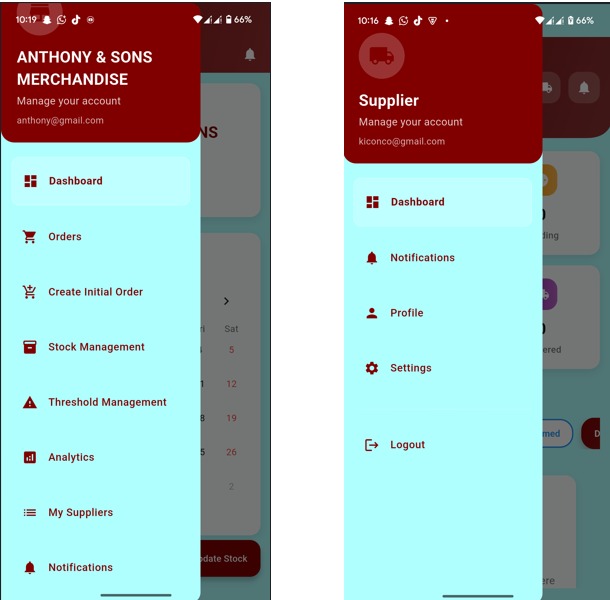 10:19 66%
ANTHONY & SONS
MERCHANDISE
Manage your account
anthony@gmail.com
NS
Dashboard
Orders
Create Initial Order
Stock Management
Threshold Management
Analytics
My Suppliers
Notifications
ri Sat
5
1 12
8 19
5 26
2
pdate Stock
10:16 66%
Supplier
Manage your account
kiconco@gmail.com
Dashboard
Notifications
Profile
Settings
Logout
0
ding
0
ered
med D
ere